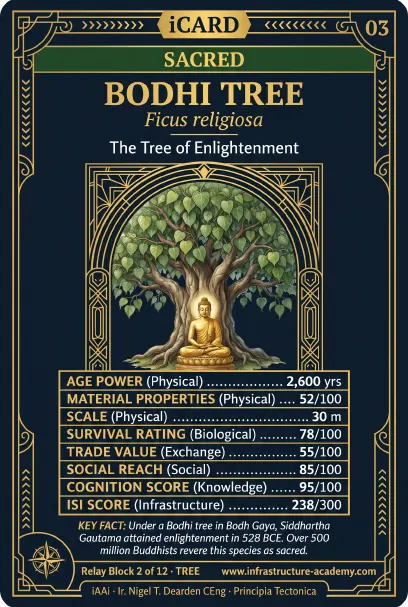 iCARD
03
SACRED
BODHI TREE
Ficus religiosa
The Tree of Enlightenment
AGE POWER (Physical) .................. 2,600 yrs
MATERIAL PROPERTIES (Physical) .... 52/100
SCALE (Physical) ................................ 30 m
SURVIVAL RATING (Biological) ......... 78/100
TRADE VALUE (Exchange) ................ 55/100
SOCIAL REACH (Social) .................... 85/100
COGNITION SCORE (Knowledge) ...... 95/100
ISI SCORE (Infrastructure) .............. 238/300
KEY FACT: Under a Bodhi tree in Bodh Gaya, Siddhartha
Gautama attained enlightenment in 528 BCE. Over 500
million Buddhists revere this species as sacred.
Relay Block 2 of 12 · TREE www.infrastructure-academy.com
iAAi · Ir. Nigel T. Dearden CEng · Principia Tectonica